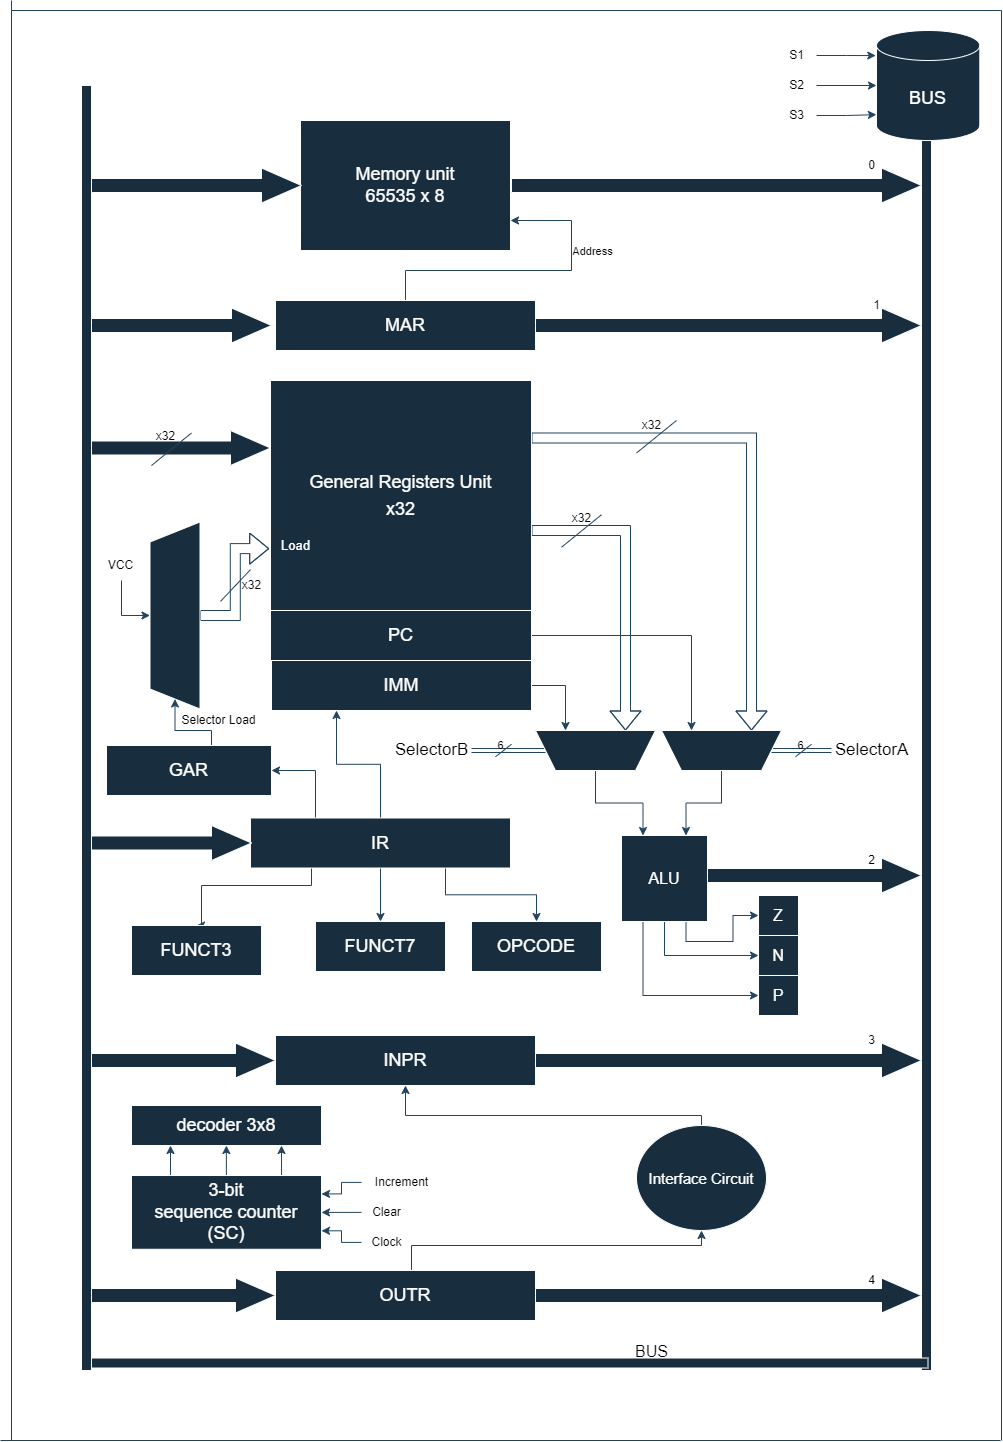 S1
S2
S3
BUS
Memory unit
65535 x 8
0
Address
MAR
1
x32
x32
General Registers Unit
x32
x32
Load
VCC
x32
PC
IMM
Selector Load
SelectorB
6
6
SelectorA
GAR
IR
ALU
2
Z
FUNCT3
FUNCT7
OPCODE
N
P
INPR
3
decoder 3x8
Interface Circuit
3-bit
sequence counter
(SC)
Increment
Clear
Clock
OUTR
4
BUS